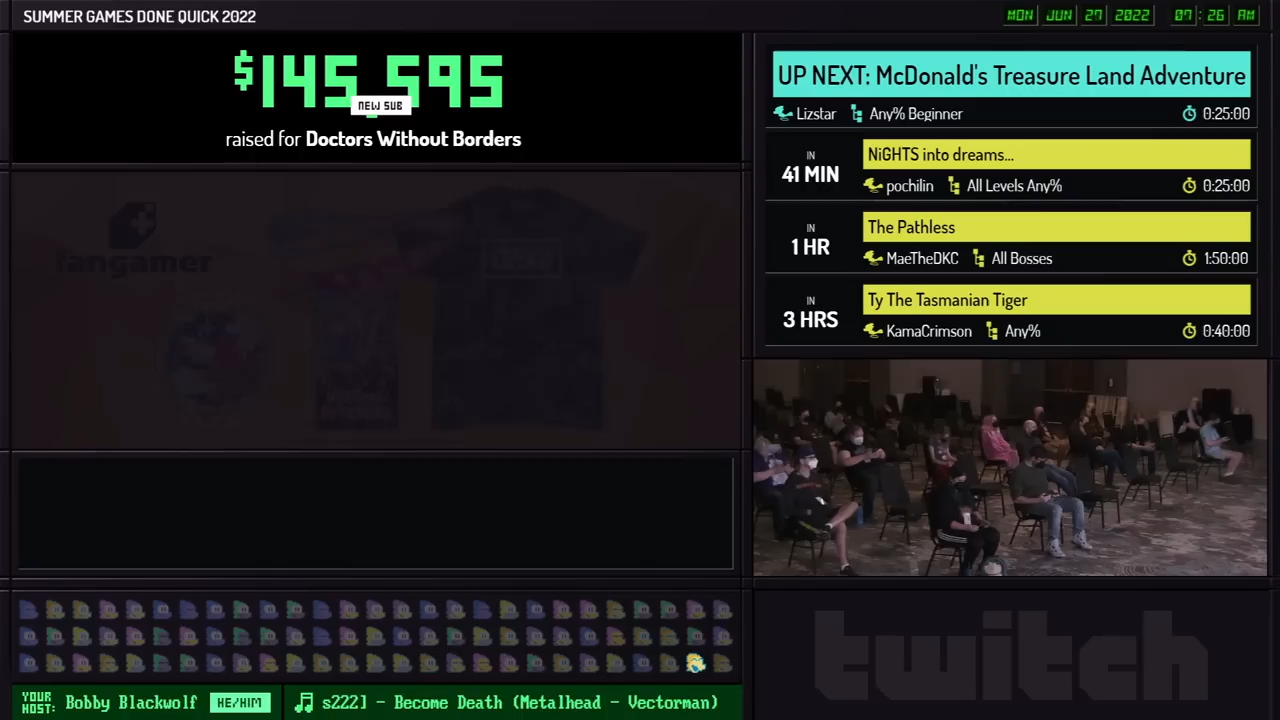 SUMMER GAMES DONE QUICK 2022
MON JUN 27 2022 07:26 AM
$145,595
NEW SUB
raised for Doctors Without Borders
fangamer
UP NEXT: McDonald's Treasure Land Adventure
Lizstar Any% Beginner 0:25:00
IN 41 MIN
NiGHTS into dreams...
pochilin All Levels Any% 0:25:00
IN 1 HR
The Pathless
MaeTheDKC All Bosses 1:50:00
IN 3 HRS
Ty The Tasmanian Tiger
KamaCrimson Any% 0:40:00
twitch
YOUR HOST: Bobby Blackwolf HE/HIM
s222] - Become Death (Metalhead - Vectorman)